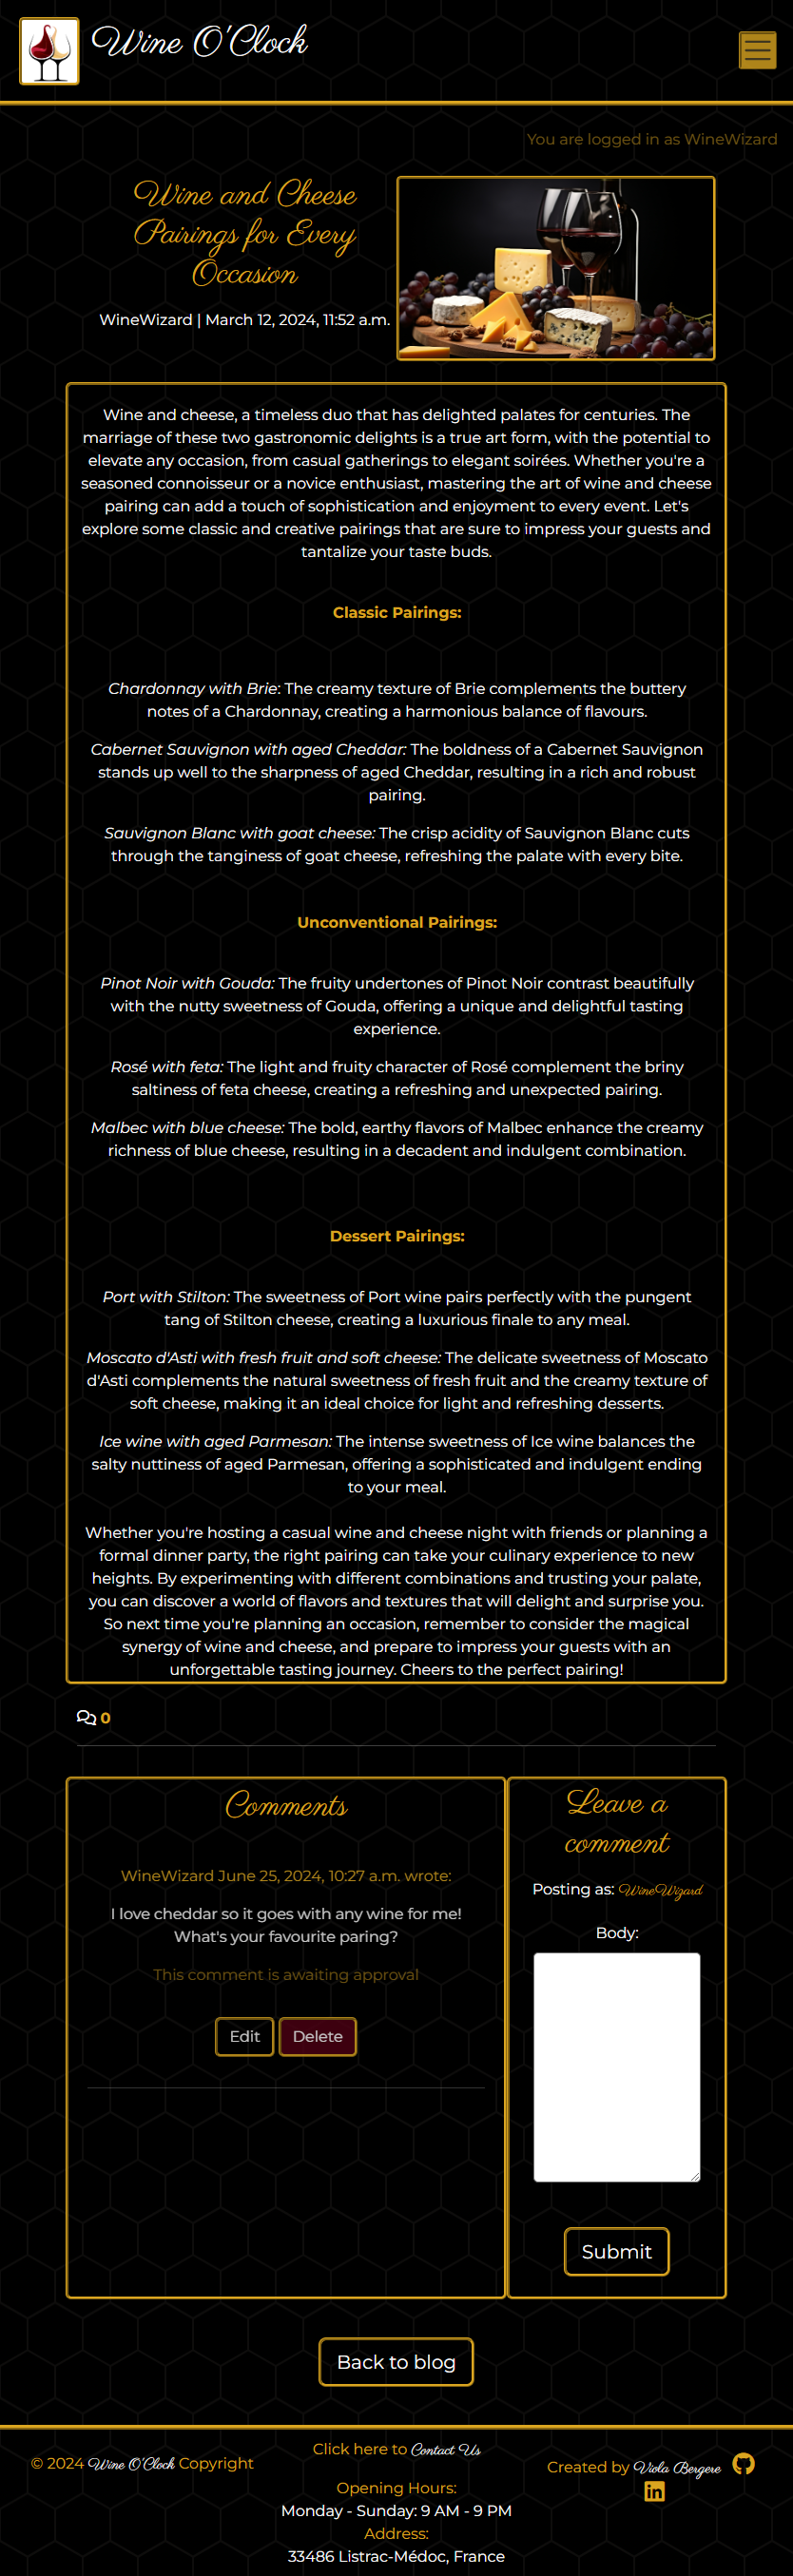 Wine O'Clock
You are logged in as WineWizard
Wine and Cheese
Pairings for Every
Occasion
WineWizard | March 12, 2024, 11:52 a.m.
Wine and cheese, a timeless duo that has delighted palates for centuries. The
marriage of these two gastronomic delights is a true art form, with the potential to
elevate any occasion, from casual gatherings to elegant soirées. Whether you're a
seasoned connoisseur or a novice enthusiast, mastering the art of wine and cheese
pairing can add a touch of sophistication and enjoyment to every event. Let's
explore some classic and creative pairings that are sure to impress your guests and
tantalize your taste buds.
Classic Pairings:
Chardonnay with Brie: The creamy texture of Brie complements the buttery
notes of a Chardonnay, creating a harmonious balance of flavours.
Cabernet Sauvignon with aged Cheddar: The boldness of a Cabernet Sauvignon
stands up well to the sharpness of aged Cheddar, resulting in a rich and robust
pairing.
Sauvignon Blanc with goat cheese: The crisp acidity of Sauvignon Blanc cuts
through the tanginess of goat cheese, refreshing the palate with every bite.
Unconventional Pairings:
Pinot Noir with Gouda: The fruity undertones of Pinot Noir contrast beautifully
with the nutty sweetness of Gouda, offering a unique and delightful tasting
experience.
Rosé with feta: The light and fruity character of Rosé complement the briny
saltiness of feta cheese, creating a refreshing and unexpected pairing.
Malbec with blue cheese: The bold, earthy flavors of Malbec enhance the creamy
richness of blue cheese, resulting in a decadent and indulgent combination.
Dessert Pairings:
Port with Stilton: The sweetness of Port wine pairs perfectly with the pungent
tang of Stilton cheese, creating a luxurious finale to any meal.
Moscato d'Asti with fresh fruit and soft cheese: The delicate sweetness of Moscato
d'Asti complements the natural sweetness of fresh fruit and the creamy texture of
soft cheese, making it an ideal choice for light and refreshing desserts.
Ice wine with aged Parmesan: The intense sweetness of Ice wine balances the
salty nuttiness of aged Parmesan, offering a sophisticated and indulgent ending
to your meal.
Whether you're hosting a casual wine and cheese night with friends or planning a
formal dinner party, the right pairing can take your culinary experience to new
heights. By experimenting with different combinations and trusting your palate,
you can discover a world of flavors and textures that will delight and surprise you.
So next time you're planning an occasion, remember to consider the magical
synergy of wine and cheese, and prepare to impress your guests with an
unforgettable tasting journey. Cheers to the perfect pairing!
0
Comments
WineWizard June 25, 2024, 10:27 a.m. wrote:
I love cheddar so it goes with any wine for me!
What's your favourite paring?
This comment is awaiting approval
Edit Delete
Leave a
comment
Posting as: WineWizard
Body:
Submit
Back to blog
© 2024 Wine O'Clock Copyright
Click here to Contact Us
Opening Hours:
Monday - Sunday: 9 AM - 9 PM
Address:
33486 Listrac-Médoc, France
Created by Viola Bergere
in